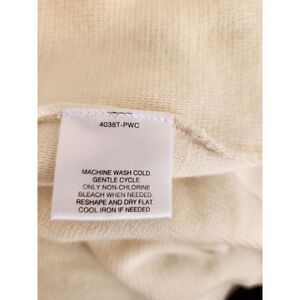 4038T-PWC
MACHINE WASH COLD.
GENTLE CYCLE.
ONLY NON-CHLORINE
BLEACH WHEN NEEDED.
RESHAPE AND DRY FLAT.
COOL IRON IF NEEDED